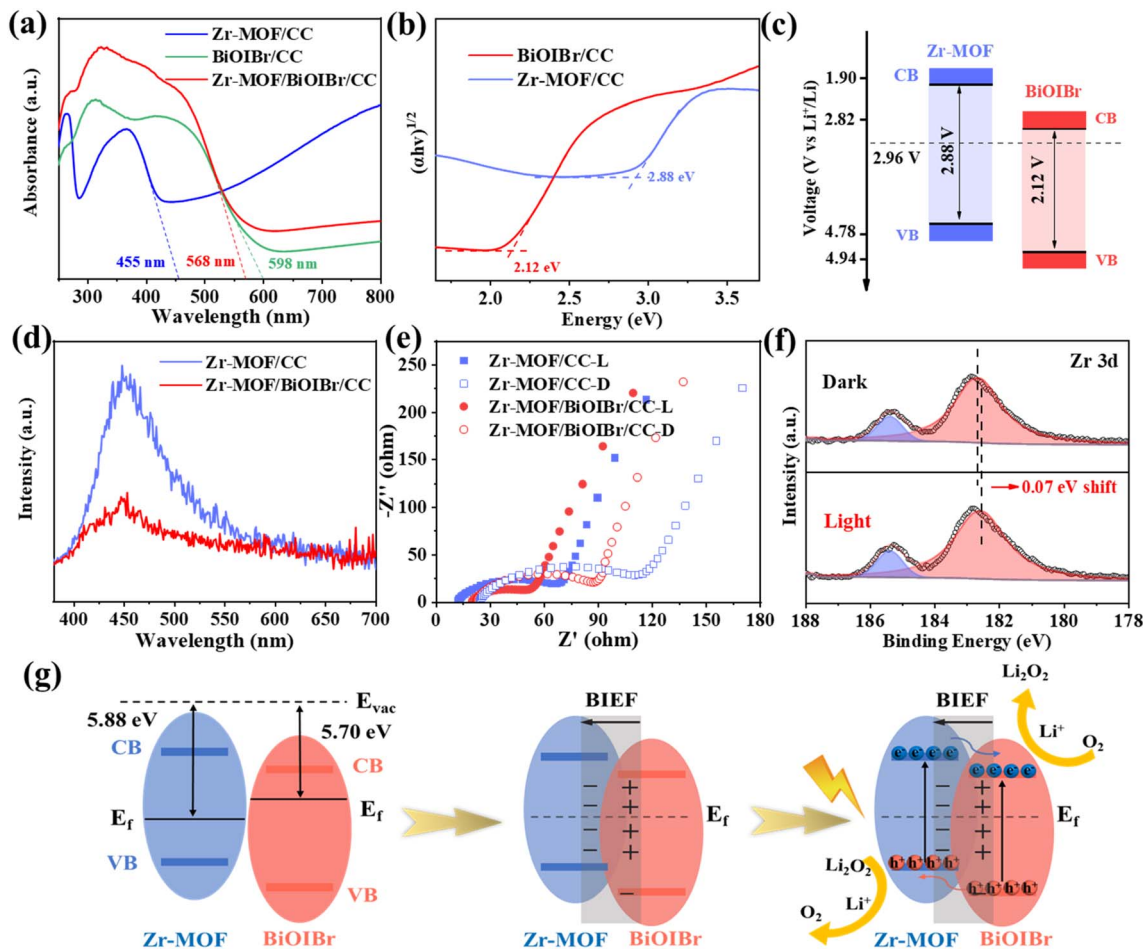 (a)
Zr-MOF/CC
BiOIBr/CC
Zr-MOF/BiOIBr/CC
Absorbance (a.u.)
455 nm
568 nm
598 nm
300 400 500 600 700 800
Wavelength (nm)
(b)
BiOIBr/CC
Zr-MOF/CC
(αhv)1/2
2.88 eV
2.12 eV
2.0 2.5 3.0 3.5
Energy (eV)
(c)
Zr-MOF
BiOIBr
Voltage (V vs Li+/Li)
1.90
2.82
2.96 V
4.78
4.94
CB
2.88 V
VB
CB
2.12 V
VB
(d)
Zr-MOF/CC
Zr-MOF/BiOIBr/CC
Intensity (a.u.)
400 450 500 550 600 650 700
Wavelength (nm)
(e)
Zr-MOF/CC-L
Zr-MOF/CC-D
Zr-MOF/BiOIBr/CC-L
Zr-MOF/BiOIBr/CC-D
-Z'' (ohm)
250
200
150
100
50
0
0 30 60 90 120 150 180
Z' (ohm)
(f)
Zr 3d
Dark
0.07 eV shift
Light
Intensity (a.u.)
188 186 184 182 180 178
Binding Energy (eV)
(g)
Evac
5.88 eV
5.70 eV
CB
CB
Ef
Ef
VB
VB
Zr-MOF
BiOIBr
BIEF
− + − + − + − +
−
Ef
Zr-MOF
BiOIBr
BIEF
Li2O2
Li+
O2
e- e- e- e-
e- e- e- e-
− + − + − + − +
Ef
h+ h+ h+ h+
h+ h+ h+ h+
Li2O2
Li+
O2
Zr-MOF
BiOIBr